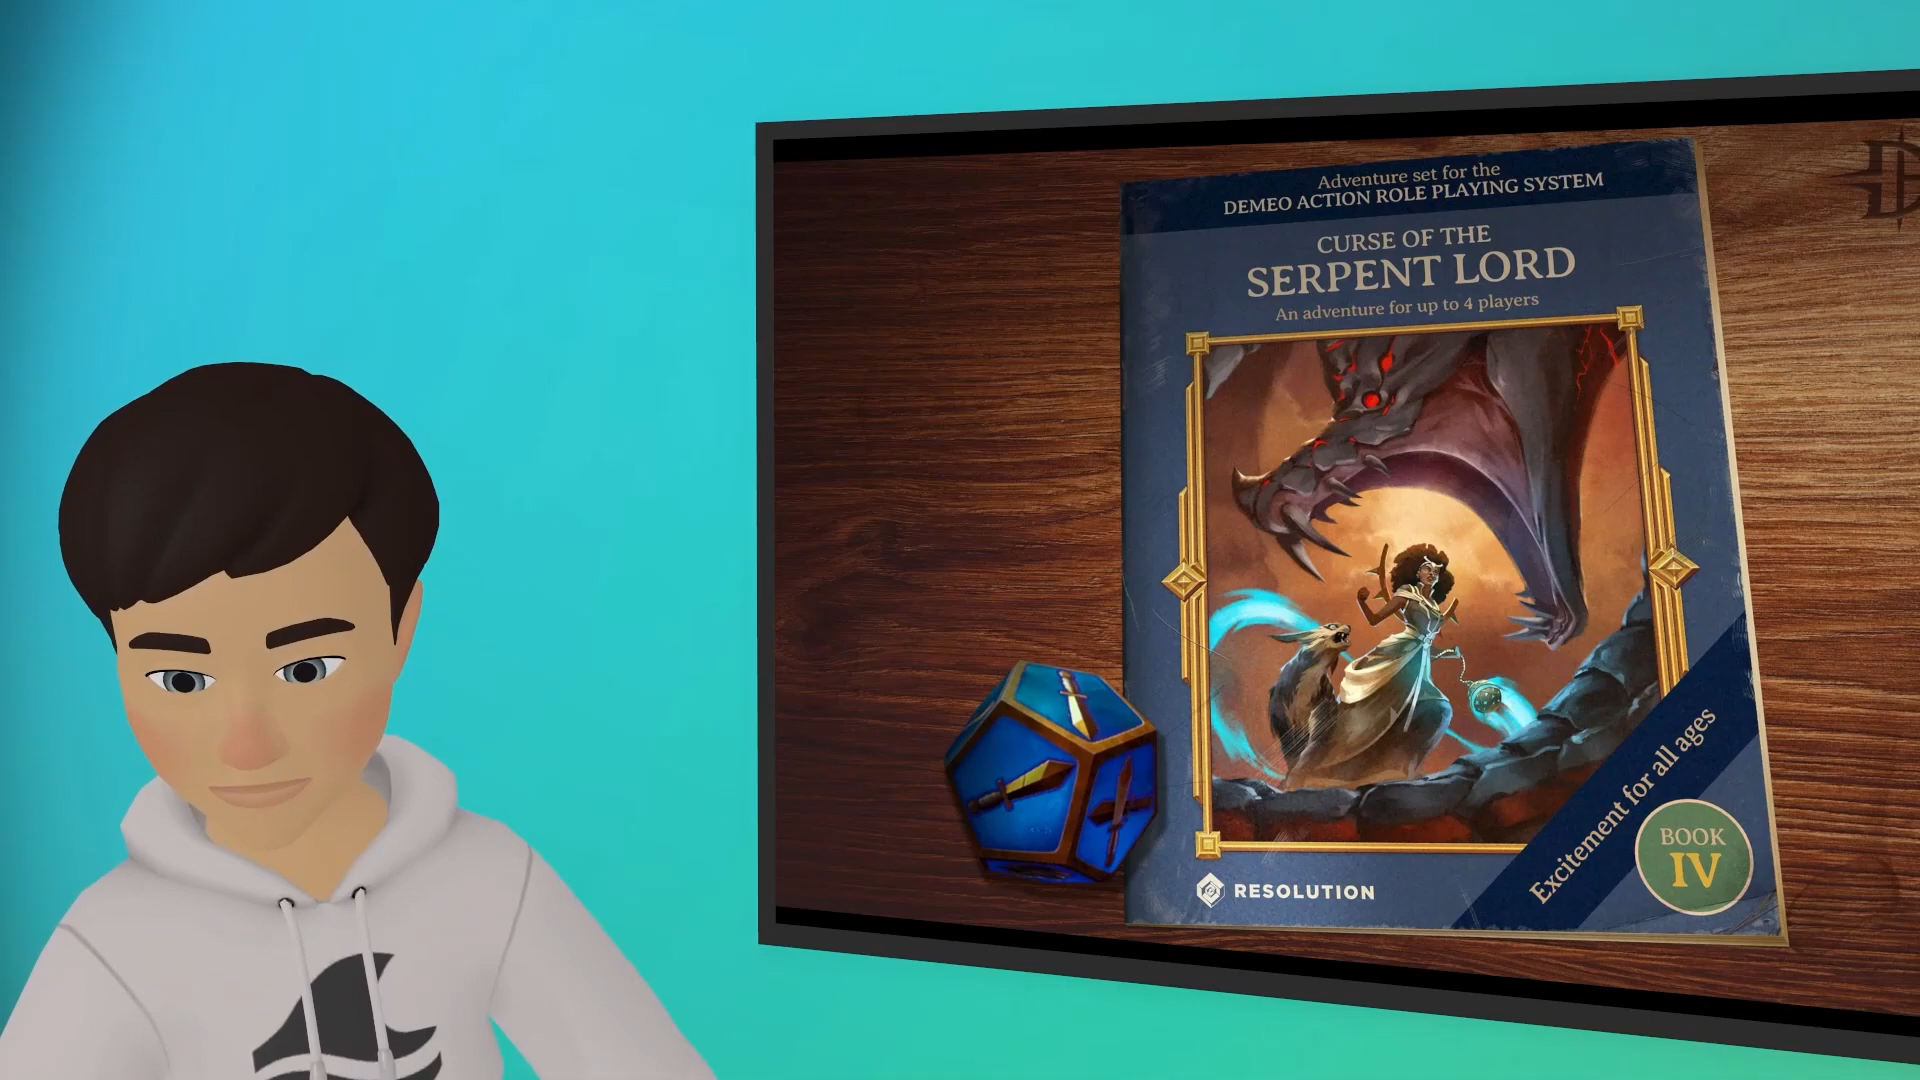 Adventure set for the
DEMEO ACTION ROLE PLAYING SYSTEM
CURSE OF THE
SERPENT LORD
An adventure for up to 4 players
Excitement for all ages
BOOK
IV
RESOLUTION